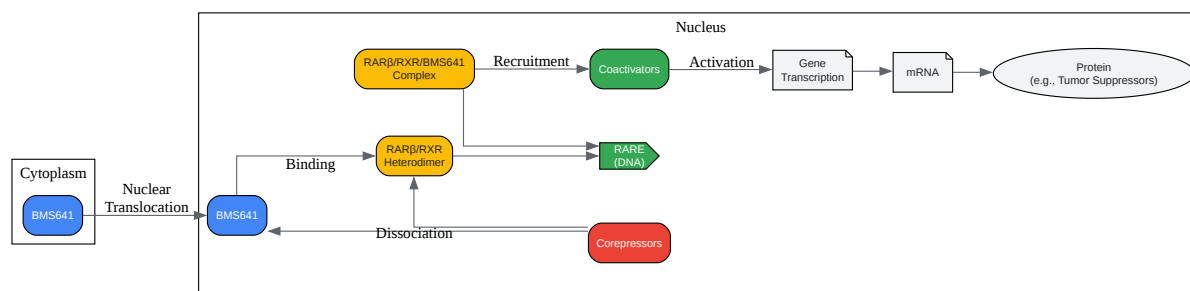 Nucleus
RARβ/RXR/BMS641
Complex
Recruitment
Coactivators
Activation
Gene
Transcription
mRNA
Protein
(e.g., Tumor Suppressors)
Binding
RARβ/RXR
Heterodimer
RARE
(DNA)
Cytoplasm
BMS641
Nuclear
Translocation
BMS641
Dissociation
Corepressors